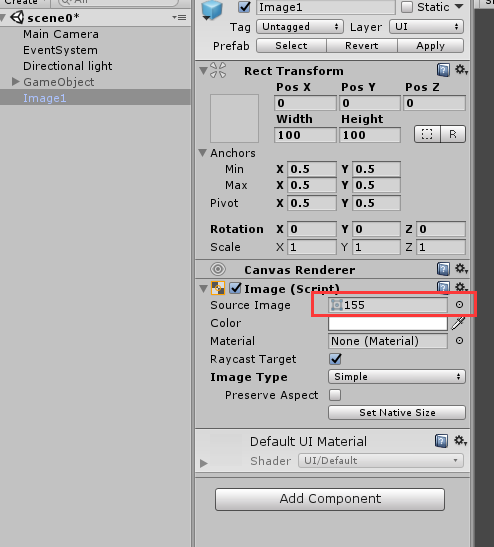 Create
All
scene0*
Main Camera
EventSystem
Directional light
GameObject
Image1
Image1
Static
Tag Untagged Layer UI
Prefab Select Revert Apply
Rect Transform
Pos X Pos Y Pos Z
0 0 0
Width Height
100 100 R
Anchors
Min X 0.5 Y 0.5
Max X 0.5 Y 0.5
Pivot X 0.5 Y 0.5
Rotation X 0 Y 0 Z 0
Scale X 1 Y 1 Z 1
Canvas Renderer
Image (Script)
Source Image 155
Color
Material None (Material)
Raycast Target
Image Type Simple
Preserve Aspect
Set Native Size
Default UI Material
Shader UI/Default
Add Component